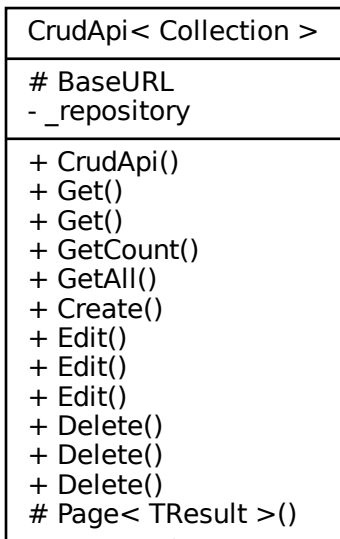 CrudApi< Collection >
# BaseURL
- _repository
+ CrudApi()
+ Get()
+ Get()
+ GetCount()
+ GetAll()
+ Create()
+ Edit()
+ Edit()
+ Edit()
+ Delete()
+ Delete()
+ Delete()
# Page< TResult >()